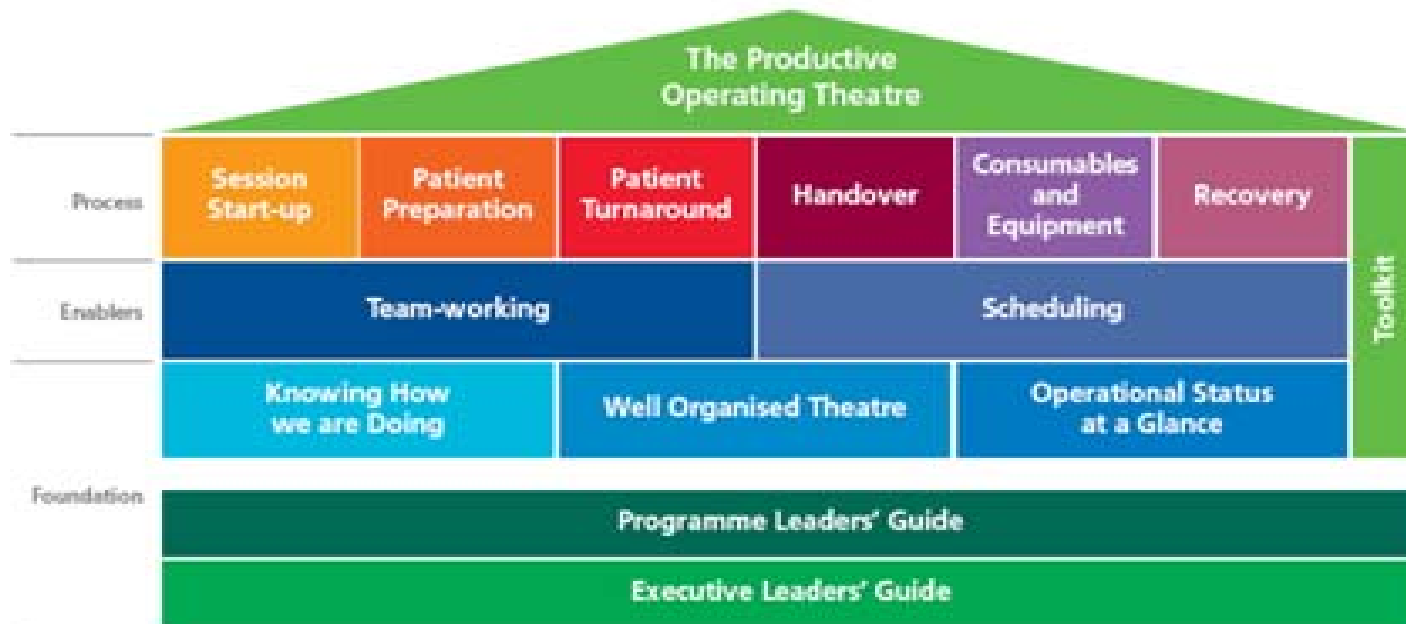 The Productive
Operating Theatre
Process
Session
Start-up
Patient
Preparation
Patient
Turnaround
Handover
Consumables
and
Equipment
Recovery
Toolkit
Enablers
Team-working
Scheduling
Knowing How
we are Doing
Well Organised Theatre
Operational Status
at a Glance
Foundation
Programme Leaders’ Guide
Executive Leaders’ Guide